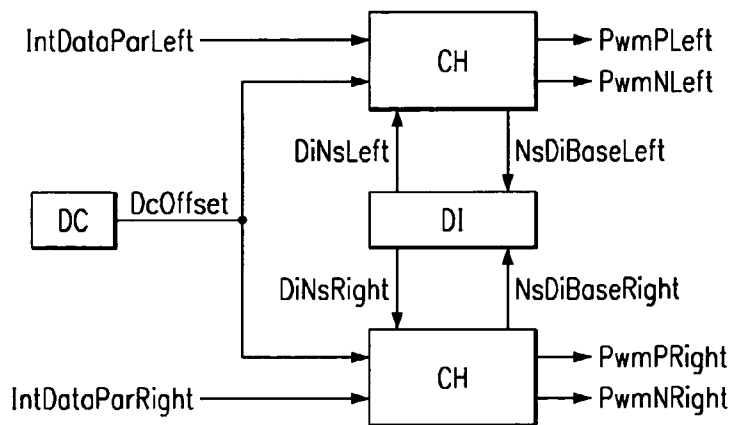 IntDataParLeft
CH
PwmPLeft
PwmNLeft
DiNsLeft
NsDiBaseLeft
DC
DcOffset
DI
DiNsRight
NsDiBaseRight
CH
PwmPRight
PwmNRight
IntDataParRight